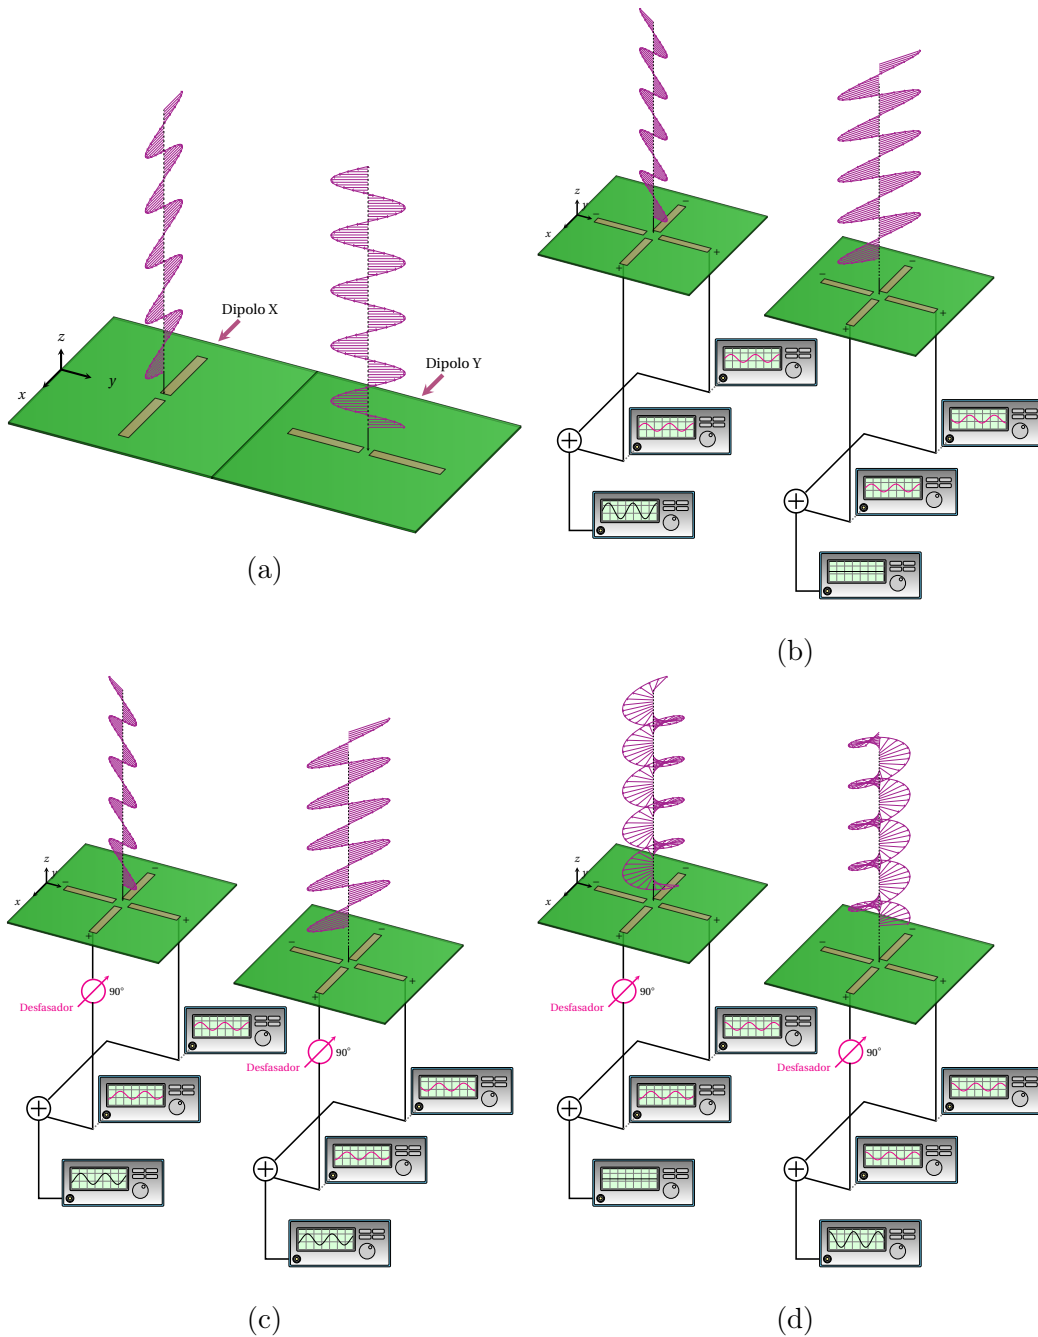 Dipolo X
Dipolo Y
z
y
x
(a)
z
y
x
−
−
+
+
−
−
+
+
(b)
z
y
x
−
−
+
+
90°
Desfasador
−
−
+
+
90°
Desfasador
(c)
z
y
x
−
−
+
+
90°
Desfasador
−
−
+
+
90°
Desfasador
(d)